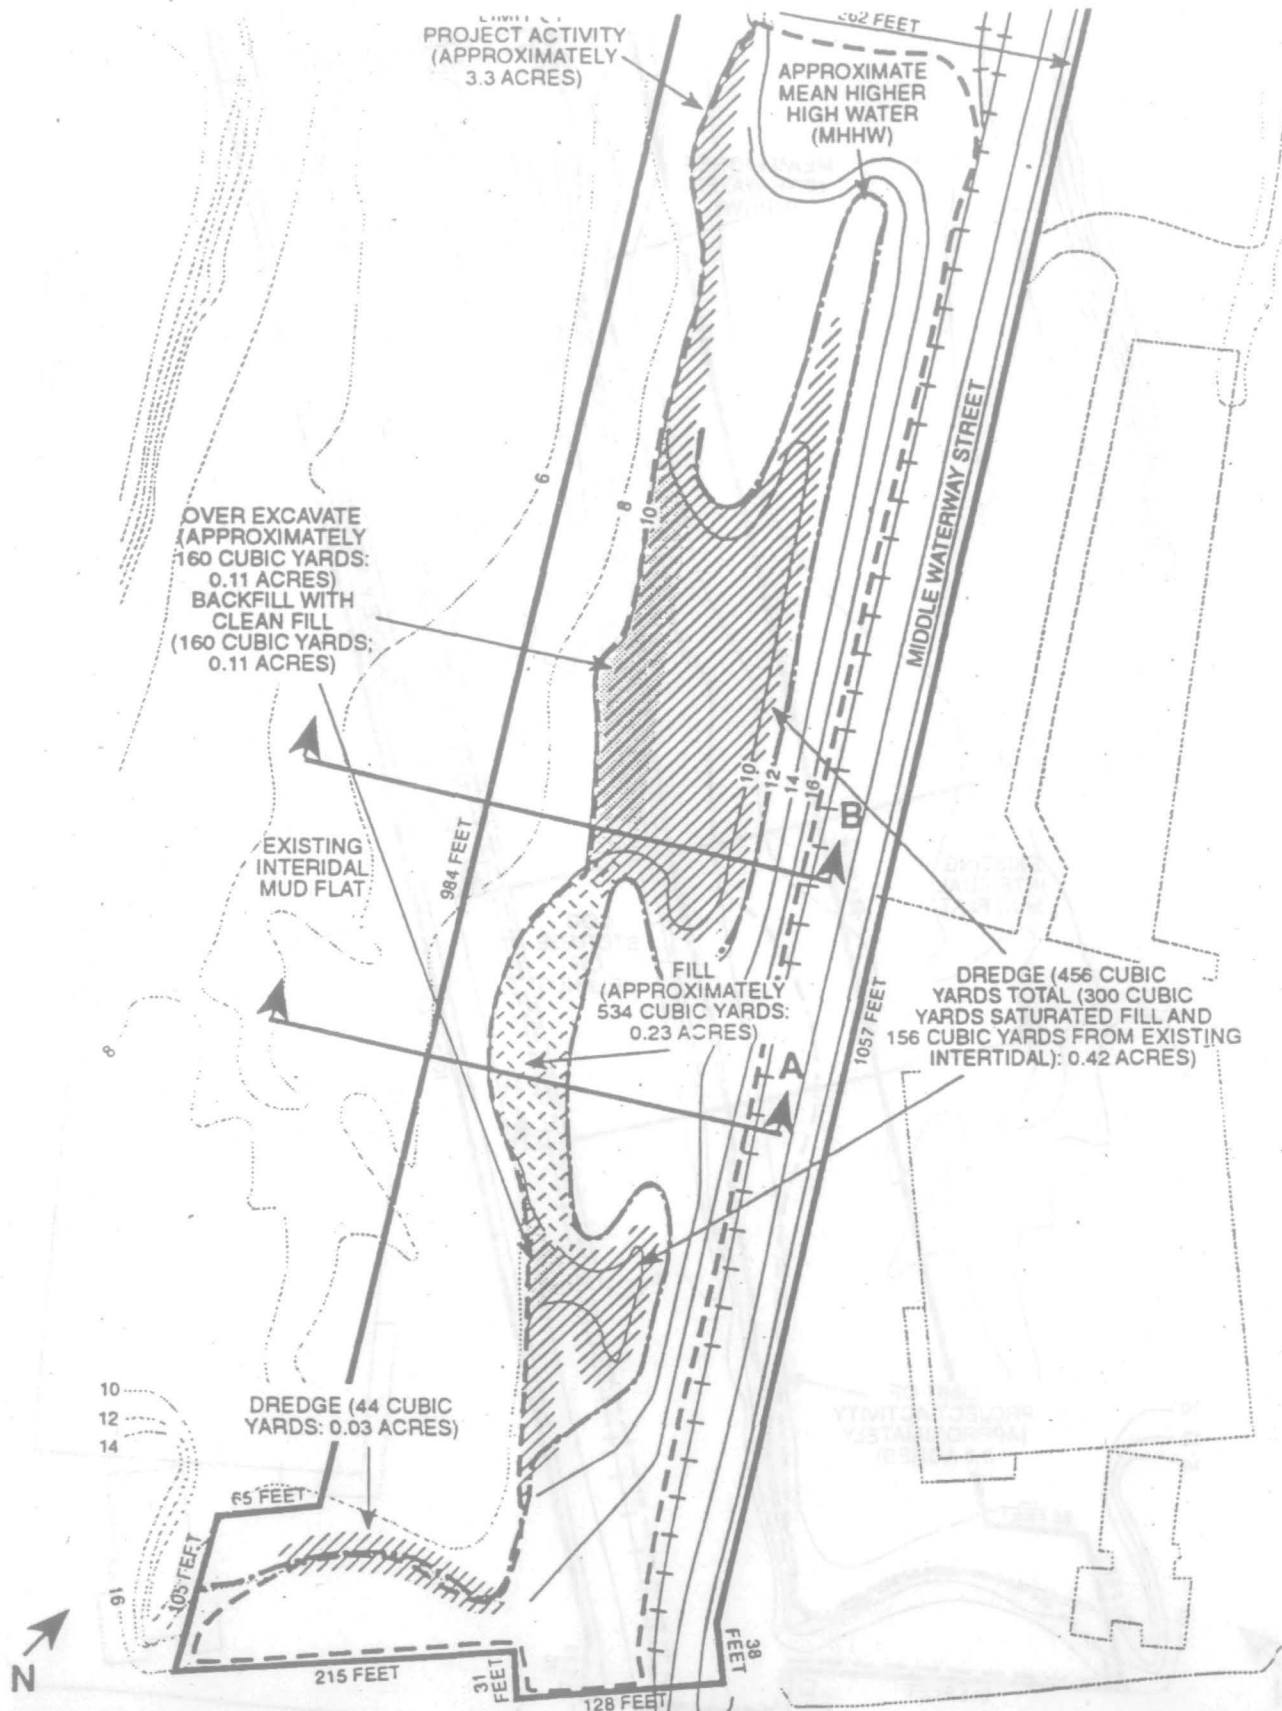 PROJECT ACTIVITY
(APPROXIMATELY
3.3 ACRES)
262 FEET
APPROXIMATE
MEAN HIGHER
HIGH WATER
(MHHW)
MIDDLE WATERWAY STREET
6
8
10
OVER EXCAVATE
(APPROXIMATELY
160 CUBIC YARDS:
0.11 ACRES)
BACKFILL WITH
CLEAN FILL
(160 CUBIC YARDS;
0.11 ACRES)
10
12
14
16
B
EXISTING
INTERIDAL
MUD FLAT
984 FEET
FILL
(APPROXIMATELY
534 CUBIC YARDS:
0.23 ACRES)
DREDGE (456 CUBIC
YARDS TOTAL (300 CUBIC
YARDS SATURATED FILL AND
156 CUBIC YARDS FROM EXISTING
INTERTIDAL): 0.42 ACRES)
1057 FEET
8
A
10
12
14
DREDGE (44 CUBIC
YARDS: 0.03 ACRES)
65 FEET
105 FEET
16
N
215 FEET
31
FEET
128 FEET
38
FEET